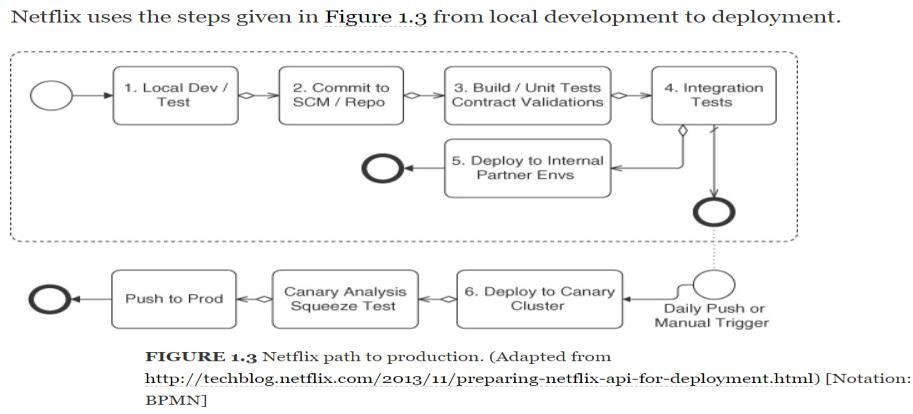 Netflix uses the steps given in Figure 1.3 from local development to deployment.
1. Local Dev /
Test
2. Commit to
SCM / Repo
3. Build / Unit Tests
Contract Validations
4. Integration
Tests
5. Deploy to Internal
Partner Envs
Push to Prod
Canary Analysis
Squeeze Test
6. Deploy to Canary
Cluster
Daily Push or
Manual Trigger
FIGURE 1.3 Netflix path to production. (Adapted from
http://techblog.netflix.com/2013/11/preparing-netflix-api-for-deployment.html) [Notation:
BPMN]